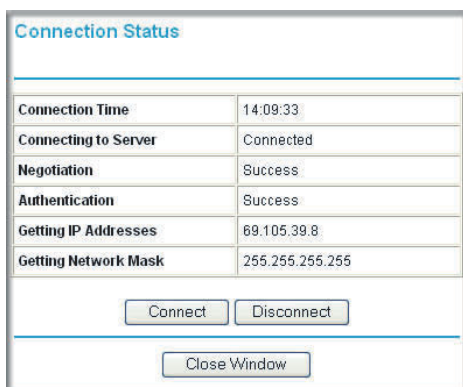 Connection Status
Connection Time 14:09:33
Connecting to Server Connected
Negotiation Success
Authentication Success
Getting IP Addresses 69.105.39.8
Getting Network Mask 255.255.255.255
Connect Disconnect
Close Window